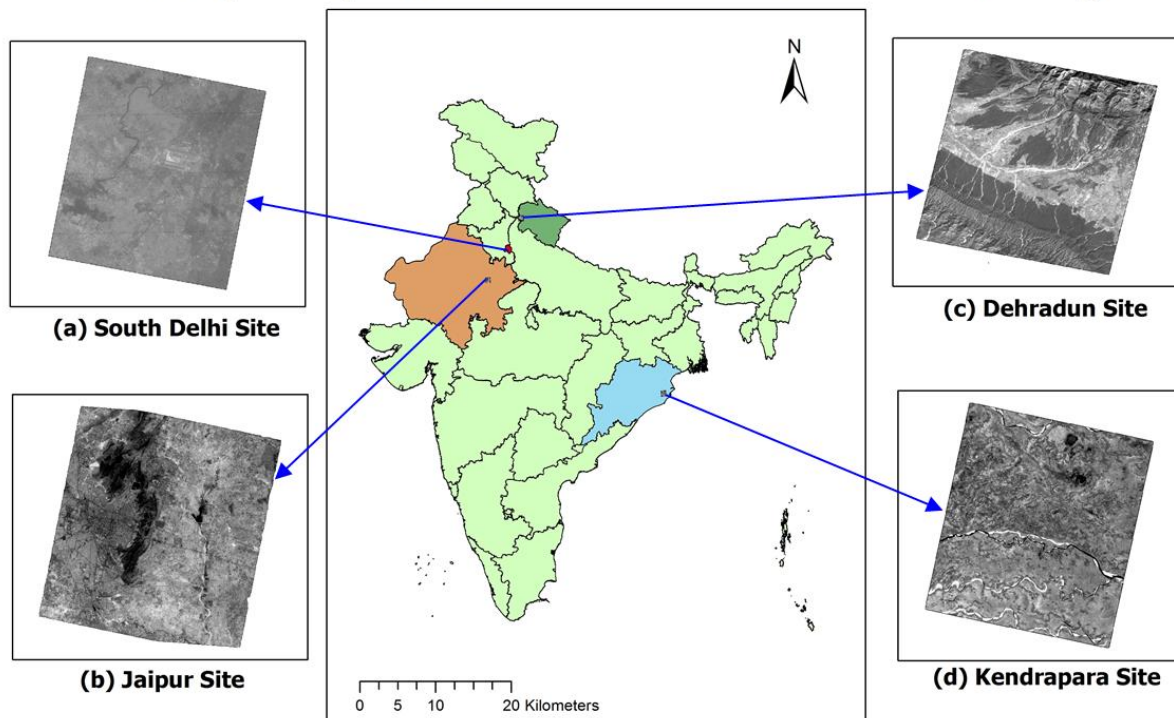 N
(a) South Delhi Site
(c) Dehradun Site
(b) Jaipur Site
(d) Kendrapara Site
0 5 10 20 Kilometers